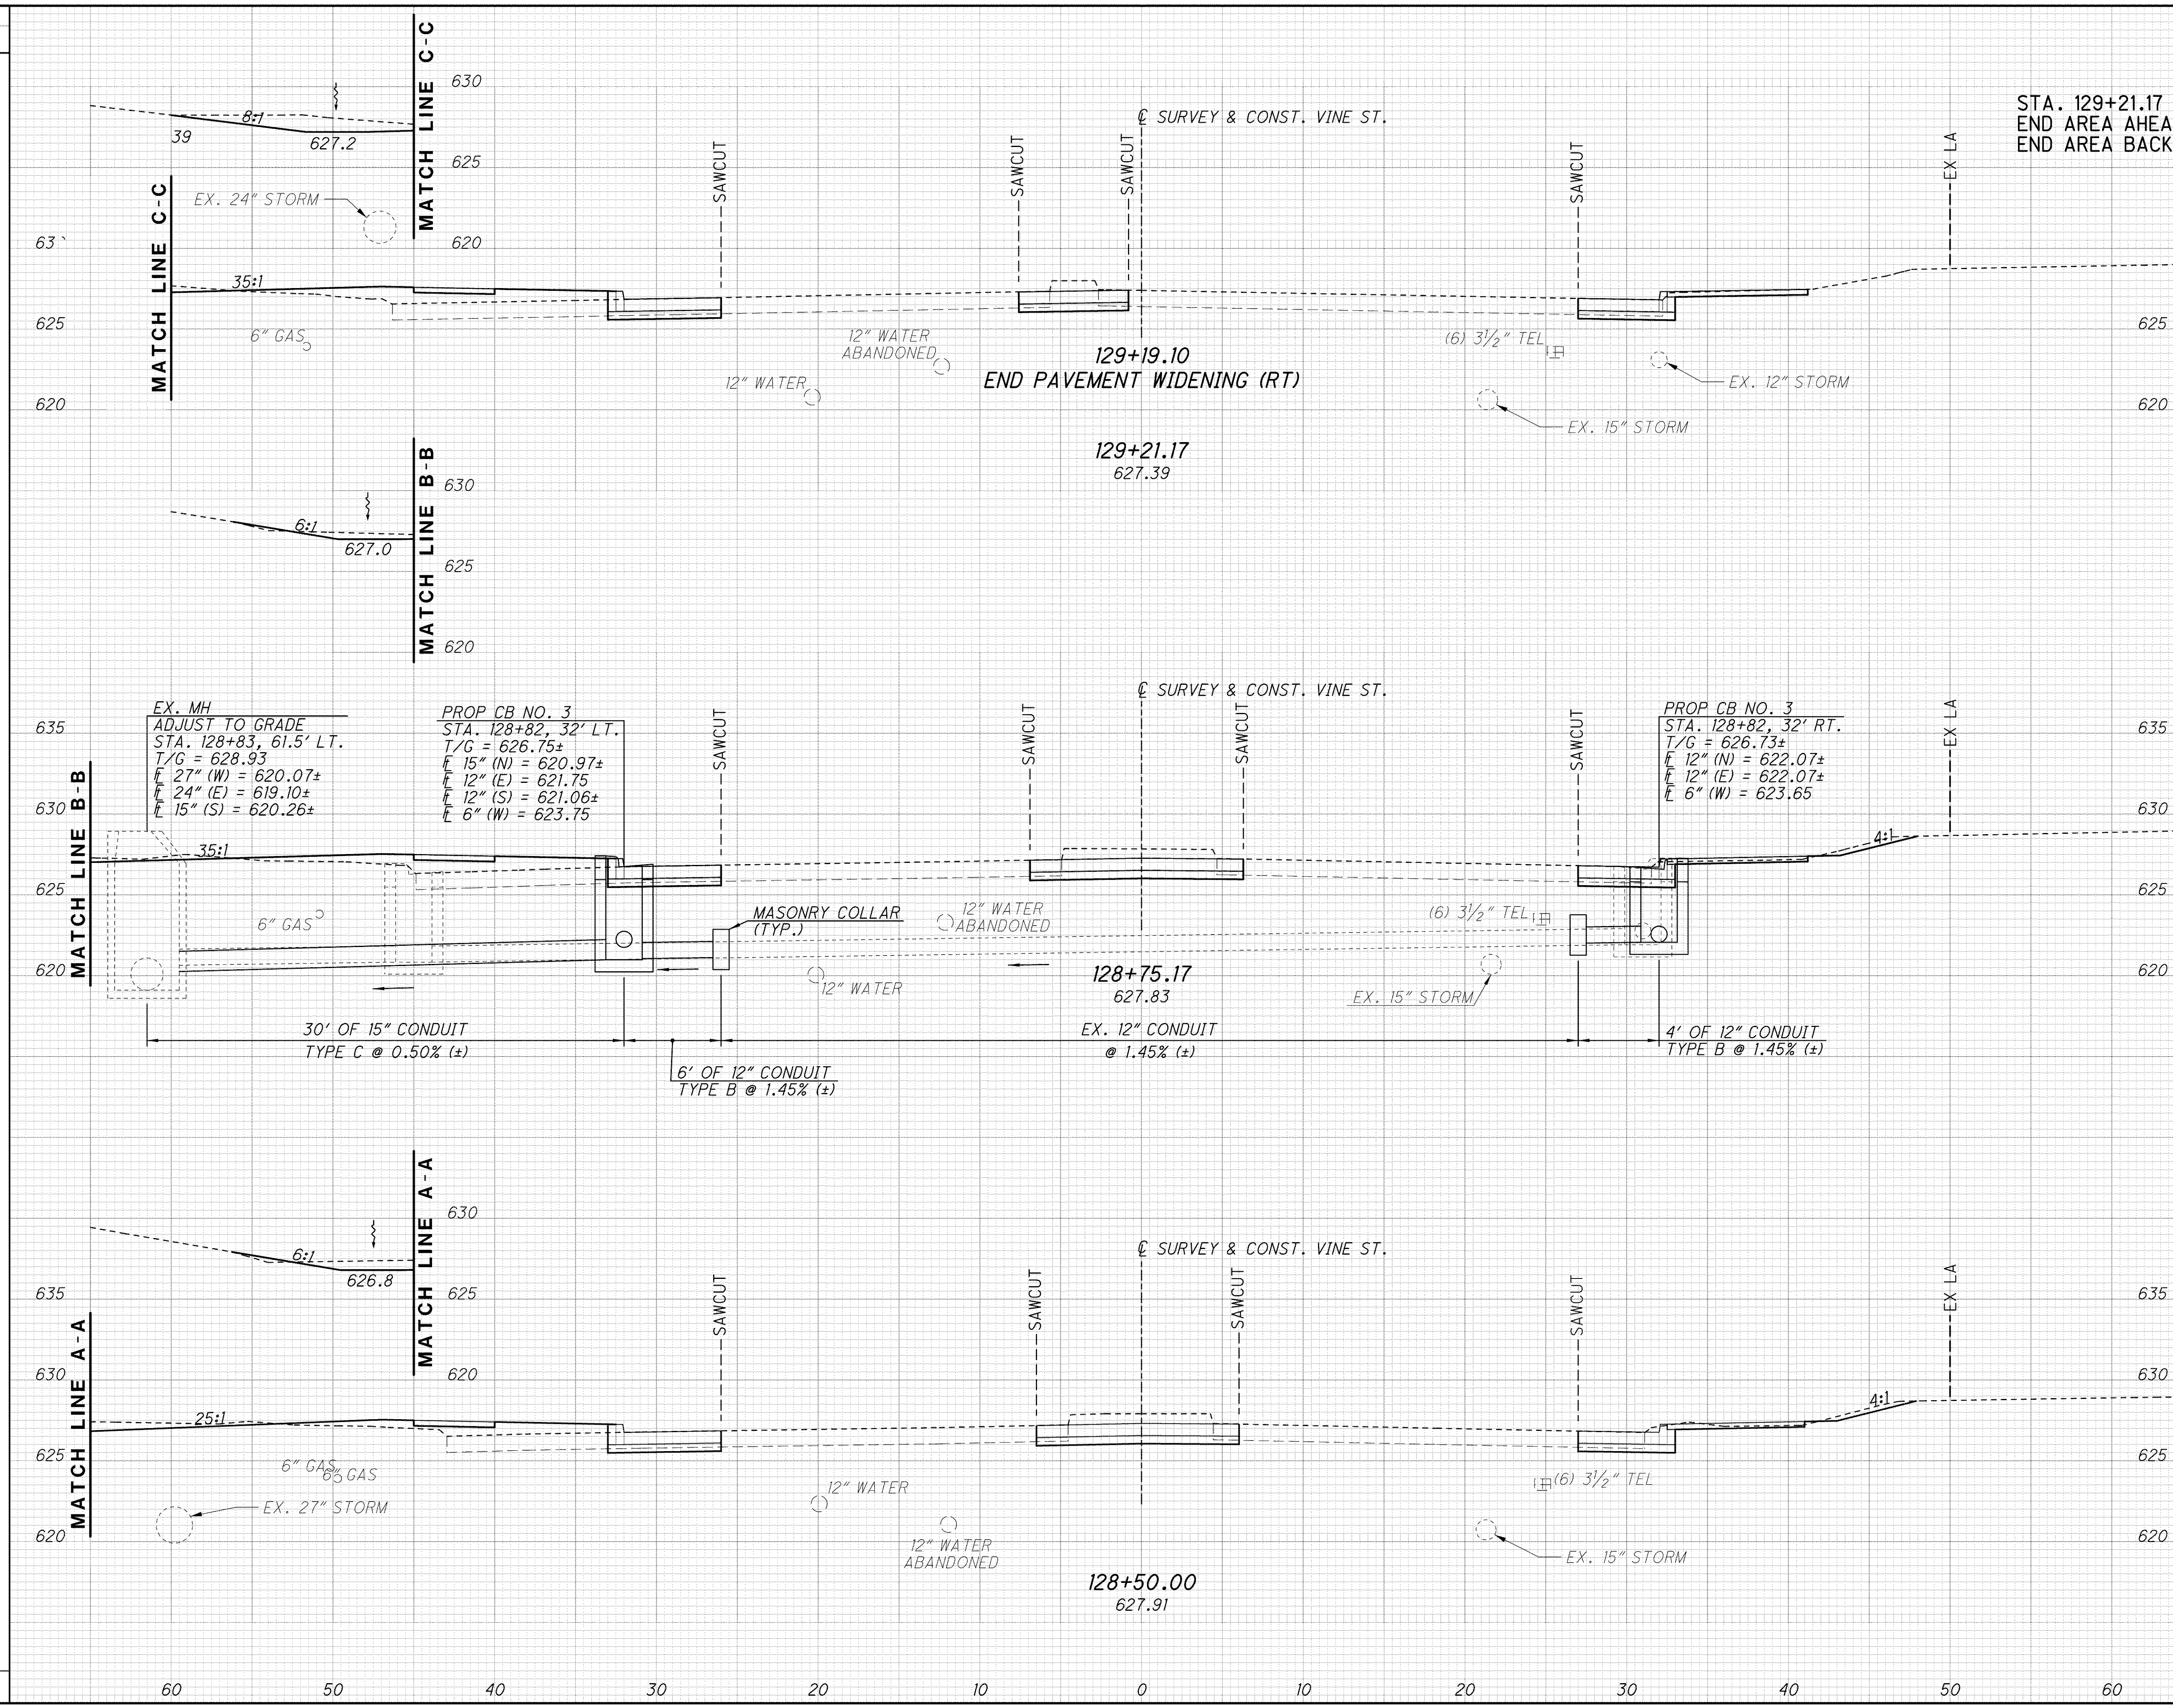 MATCH LINE C-C
630
℄ SURVEY & CONST. VINE ST.
STA. 129+21.17
END AREA AHEA
END AREA BACK
8:1
39
627.2
625
SAWCUT
SAWCUT
SAWCUT
SAWCUT
EX LA
MATCH LINE C-C
EX. 24" STORM
63`
620
35:1
625
6" GAS
12" WATER
ABANDONED
(6) 3½" TEL
625
129+19.10
END PAVEMENT WIDENING (RT)
12" WATER
EX. 12" STORM
620
620
EX. 15" STORM
129+21.17
627.39
MATCH LINE B-B
630
6:1
627.0
625
620
℄ SURVEY & CONST. VINE ST.
635
EX. MH
ADJUST TO GRADE
STA. 128+83, 61.5' LT.
T/G = 628.93
℄ 27" (W) = 620.07±
℄ 24" (E) = 619.10±
℄ 15" (S) = 620.26±
PROP CB NO. 3
STA. 128+82, 32' LT.
T/G = 626.75±
℄ 15" (N) = 620.97±
℄ 12" (E) = 621.75
℄ 12" (S) = 621.06±
℄ 6" (W) = 623.75
SAWCUT
SAWCUT
SAWCUT
SAWCUT
PROP CB NO. 3
STA. 128+82, 32' RT.
T/G = 626.73±
℄ 12" (N) = 622.07±
℄ 12" (E) = 622.07±
℄ 6" (W) = 623.65
EX LA
635
MATCH LINE B-B
630
630
35:1
4:1
625
625
6" GAS
MASONRY COLLAR
(TYP.)
12" WATER
ABANDONED
(6) 3½" TEL
620
620
128+75.17
627.83
12" WATER
EX. 15" STORM
30' OF 15" CONDUIT
TYPE C @ 0.50% (±)
EX. 12" CONDUIT
@ 1.45% (±)
4' OF 12" CONDUIT
TYPE B @ 1.45% (±)
6' OF 12" CONDUIT
TYPE B @ 1.45% (±)
MATCH LINE A-A
630
℄ SURVEY & CONST. VINE ST.
6:1
626.8
635
625
SAWCUT
SAWCUT
SAWCUT
SAWCUT
EX LA
635
MATCH LINE A-A
630
620
630
25:1
4:1
625
625
6" GAS
6" GAS
12" WATER
(6) 3½" TEL
EX. 27" STORM
620
620
12" WATER
ABANDONED
EX. 15" STORM
128+50.00
627.91
60 50 40 30 20 10 0 10 20 30 40 50 60